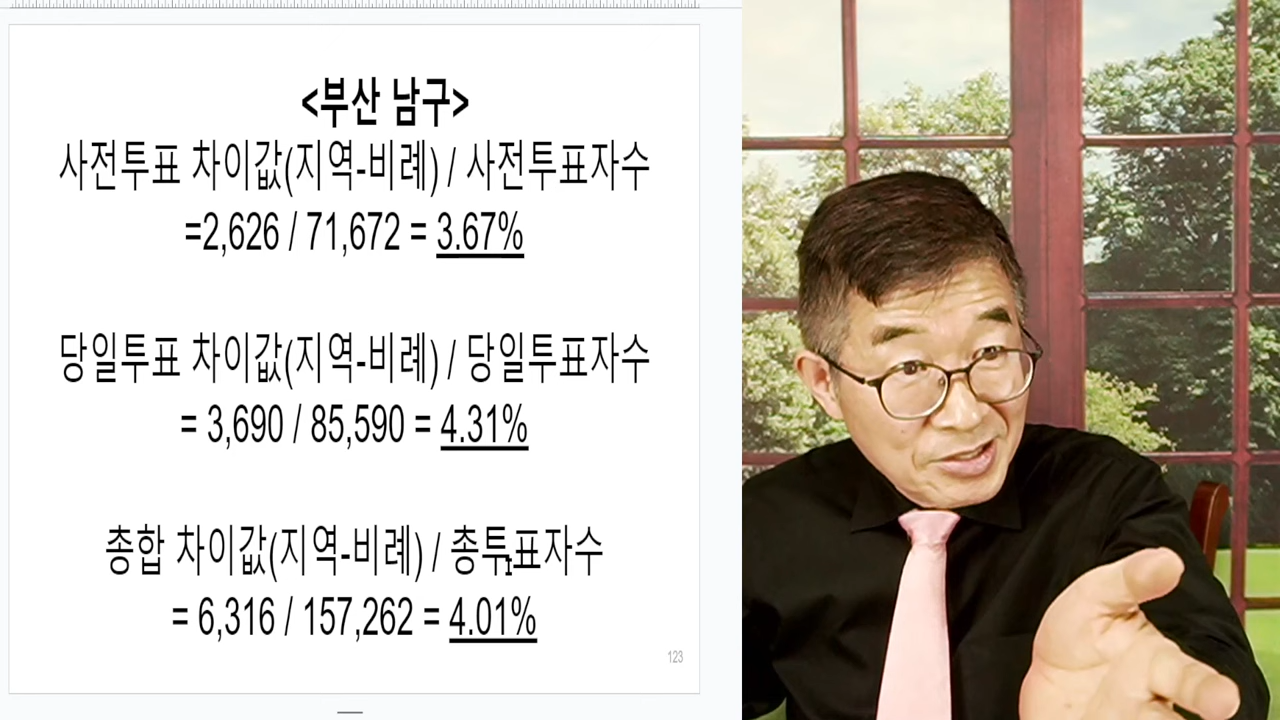 <부산 남구>
사전투표 차이값(지역-비례) / 사전투표자수
=2,626 / 71,672 = 3.67%
당일투표 차이값(지역-비례) / 당일투표자수
= 3,690 / 85,590 = 4.31%
총합 차이값(지역-비례) / 총투표자수
= 6,316 / 157,262 = 4.01%
123